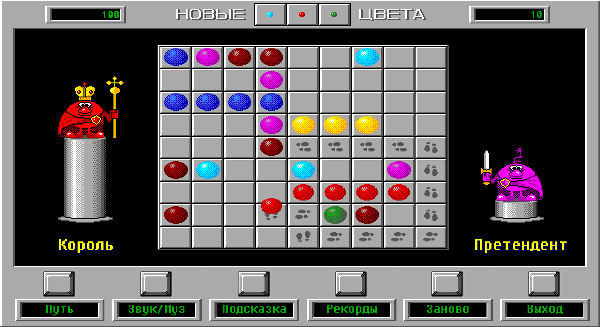 100 НОВЫЕ ЦВЕТА 10
Король Претендент
Путь Звук/Муз Подсказка Рекорды Заново Выход